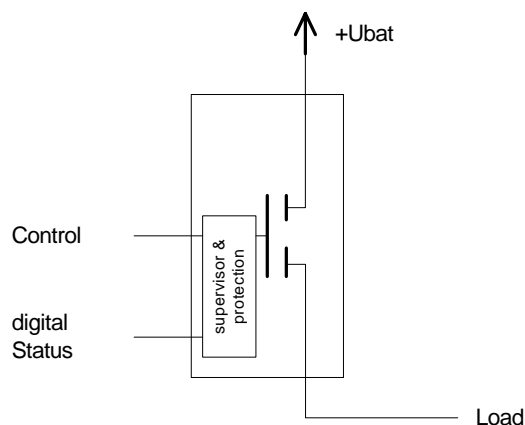 +Ubat
Control
supervisor &
protection
digital
Status
Load